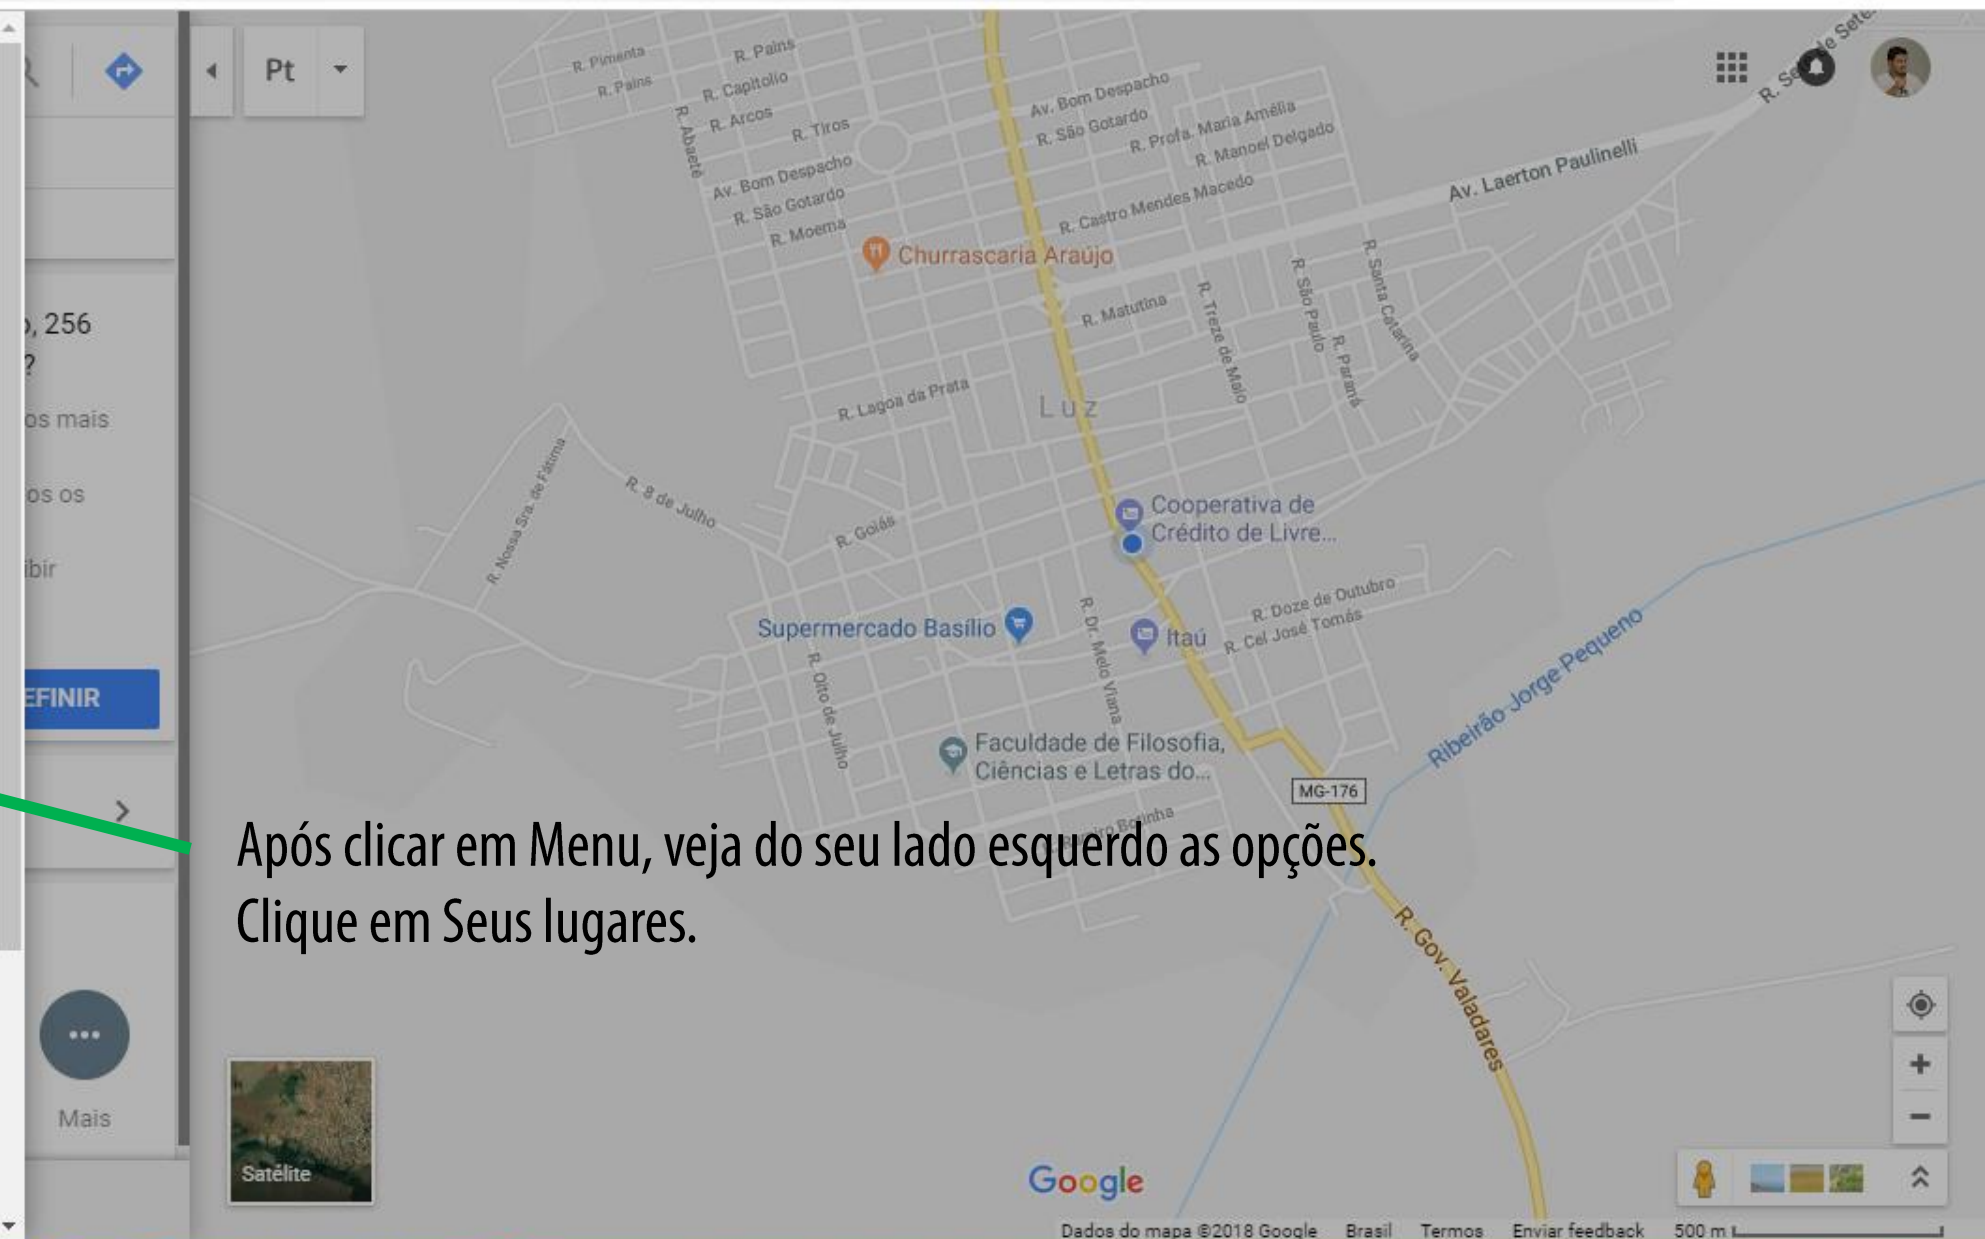 Pt
R. Pimenta
R. Pains
R. Pains
R. Capitolio
R. Arcos
R. Tiros
R. Abaeté
Av. Bom Despacho
R. São Gotardo
R. Moema
Av. Bom Despacho
R. São Gotardo
R. Profa. Maria Amélia
R. Manoel Delgado
R. Castro Mendes Macedo
Av. Laerton Paulinelli
Churrascaria Araújo
R. Matutina
R. Treze de Maio
R. São Paulo
R. Santa Catarina
R. Paraná
, 256
?
os mais
os os
ibir
EFINIR
R. Lagoa da Prata
Luz
R. Nossa Sra. de Fátima
R. 8 de Julho
R. Goiás
Cooperativa de
Crédito de Livre...
Supermercado Basílio
R. Dr. Melo Viana
Itaú
R. Doze de Outubro
R. Cel José Tomás
R. Oito de Julho
Ribeirão Jorge Pequeno
Faculdade de Filosofia,
Ciências e Letras do...
MG-176
Após clicar em Menu, veja do seu lado esquerdo as opções.
Clique em Seus lugares.
R. Gov. Valadares
Mais
Satélite
Google
Dados do mapa ©2018 Google Brasil Termos Enviar feedback 500 m